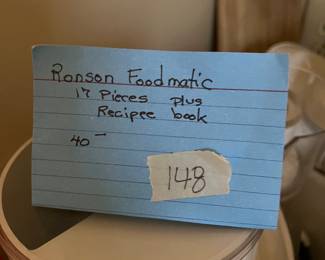 Ronson Foodmatic
17 Pieces plus
Recipee book
40 —
148